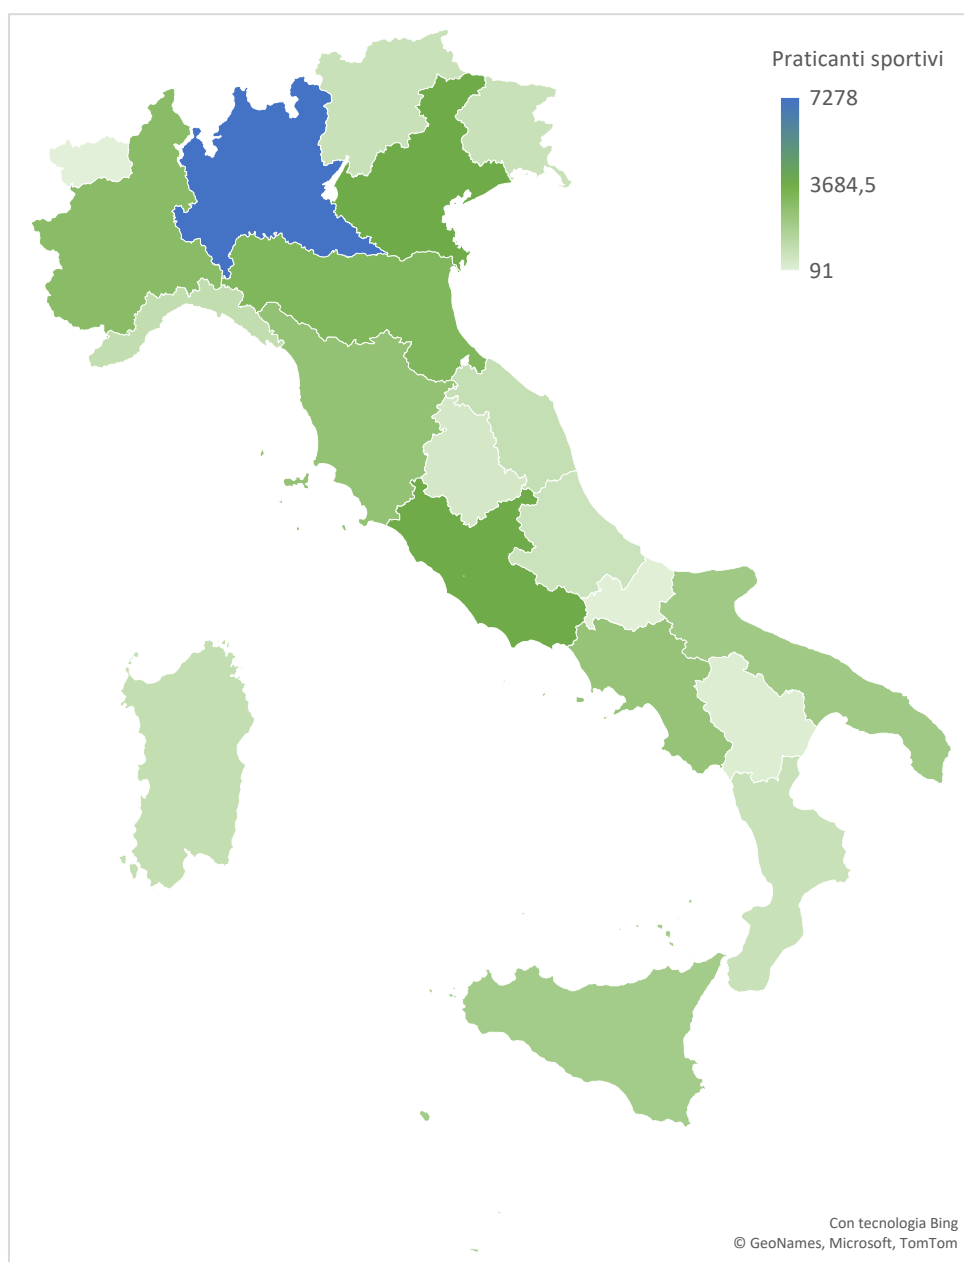 Praticanti sportivi
7278
3684,5
91
Con tecnologia Bing
© GeoNames, Microsoft, TomTom